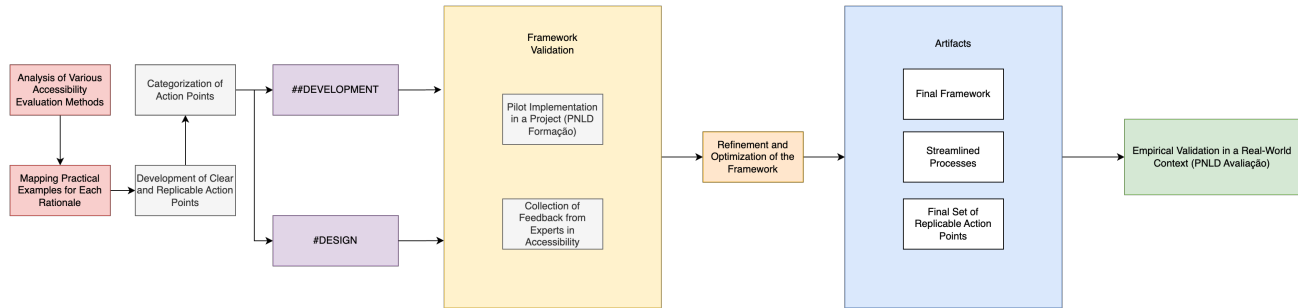 Analysis of Various
Accessibility
Evaluation Methods
Mapping Practical
Examples for Each
Rationale
Categorization of
Action Points
Development of Clear
and Replicable Action
Points
##DEVELOPMENT
#DESIGN
Framework
Validation
Pilot Implementation
in a Project (PNLD
Formação)
Collection of
Feedback from
Experts in
Accessibility
Refinement and
Optimization of the
Framework
Artifacts
Final Framework
Streamlined
Processes
Final Set of
Replicable Action
Points
Empirical Validation in a Real-World
Context (PNLD Avaliação)